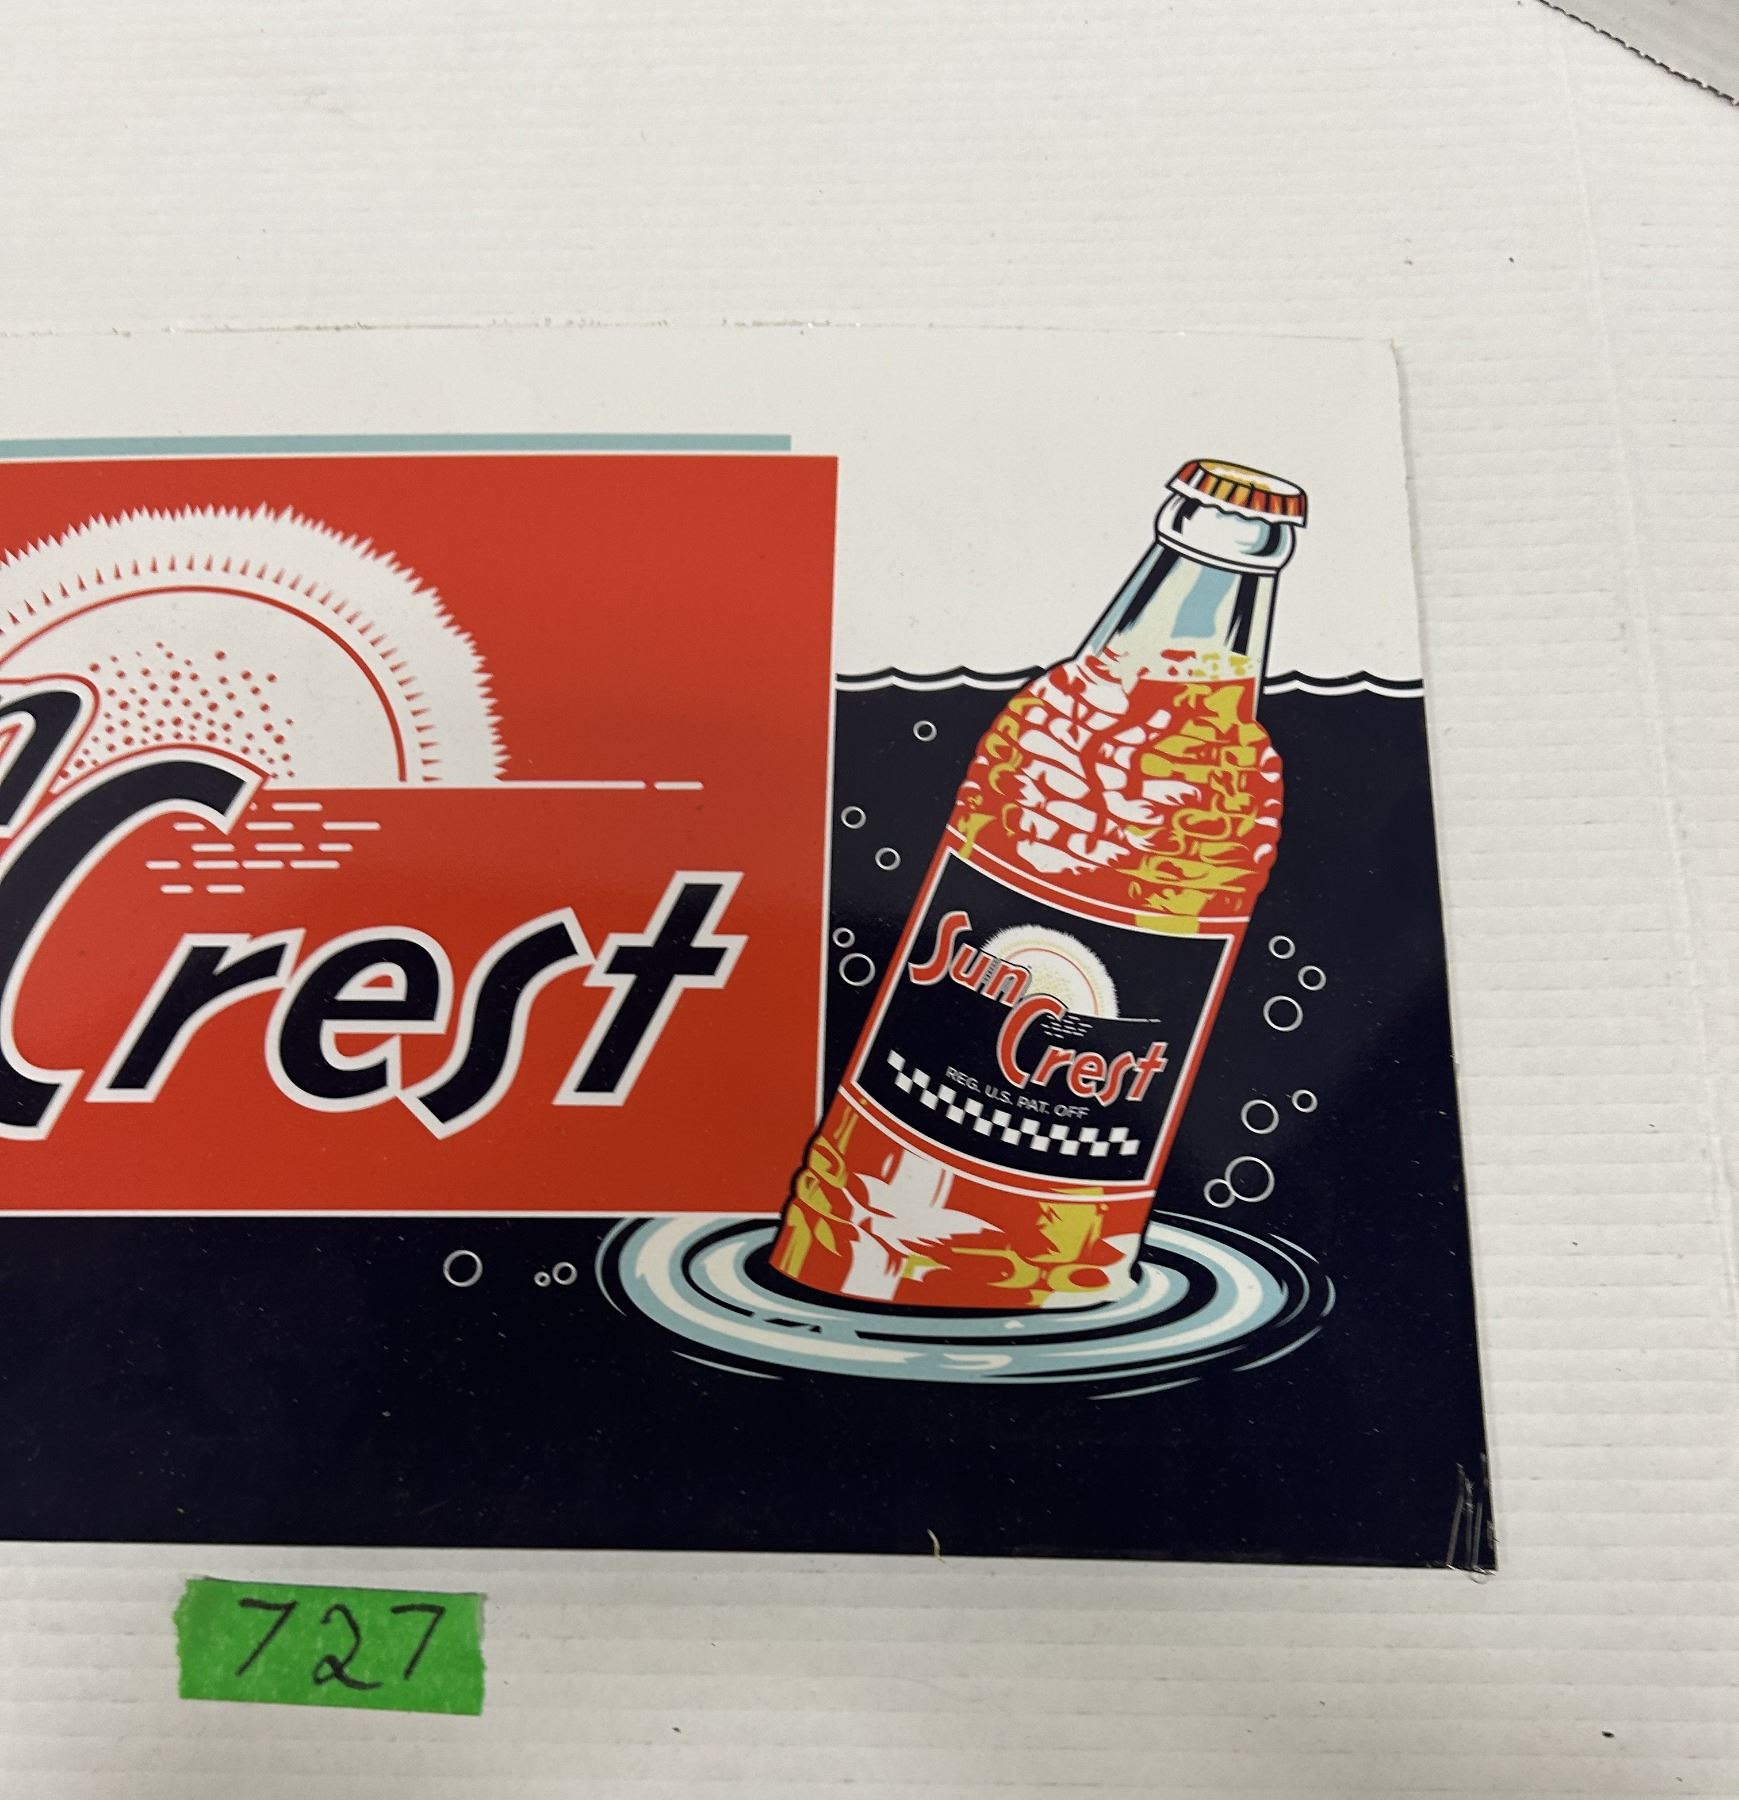 n
Crest
Sun
Crest
REG. U.S. PAT. OFF
727